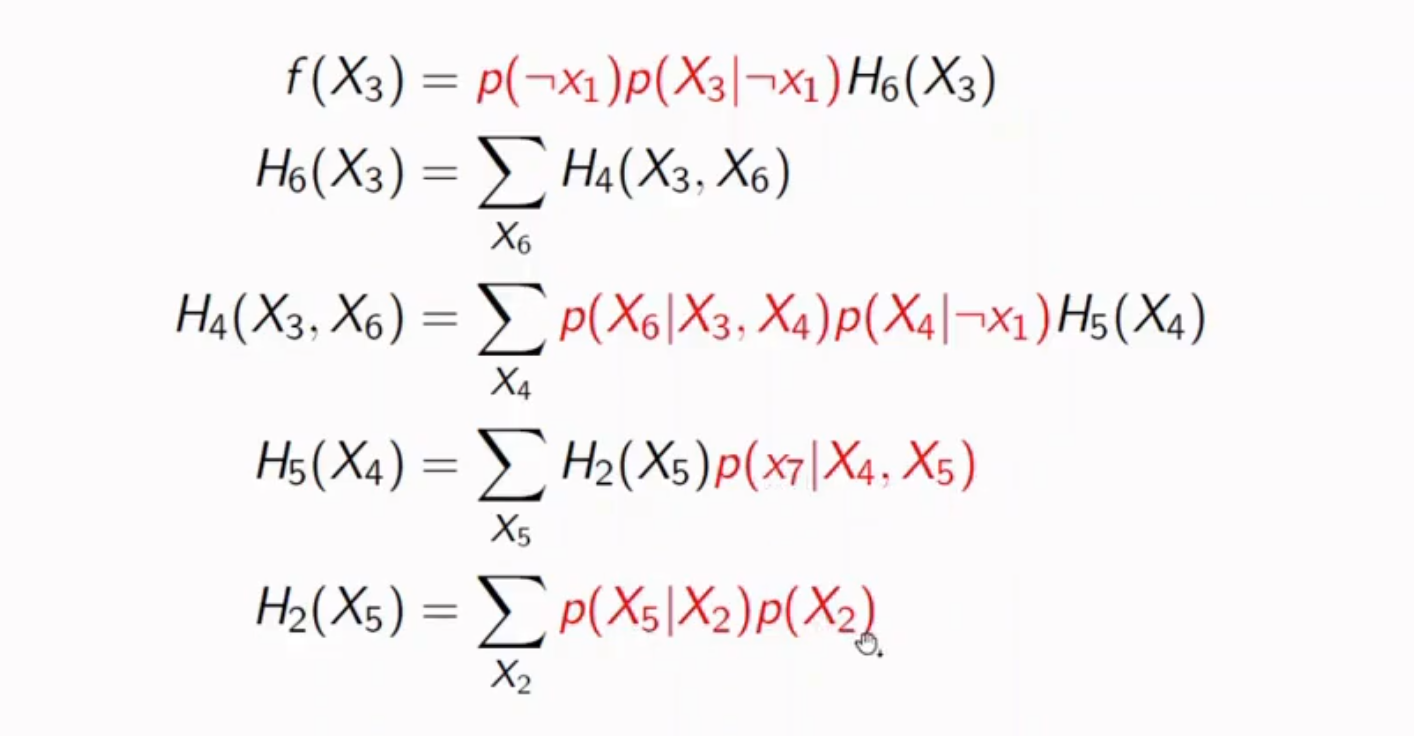 f(X₃) = p(¬x₁)p(X₃|¬x₁)H₆(X₃)
H₆(X₃) = ∑_{X₆} H₄(X₃, X₆)
H₄(X₃, X₆) = ∑_{X₄} p(X₆|X₃, X₄)p(X₄|¬x₁)H₅(X₄)
H₅(X₄) = ∑_{X₅} H₂(X₅)p(x₇|X₄, X₅)
H₂(X₅) = ∑_{X₂} p(X₅|X₂)p(X₂)